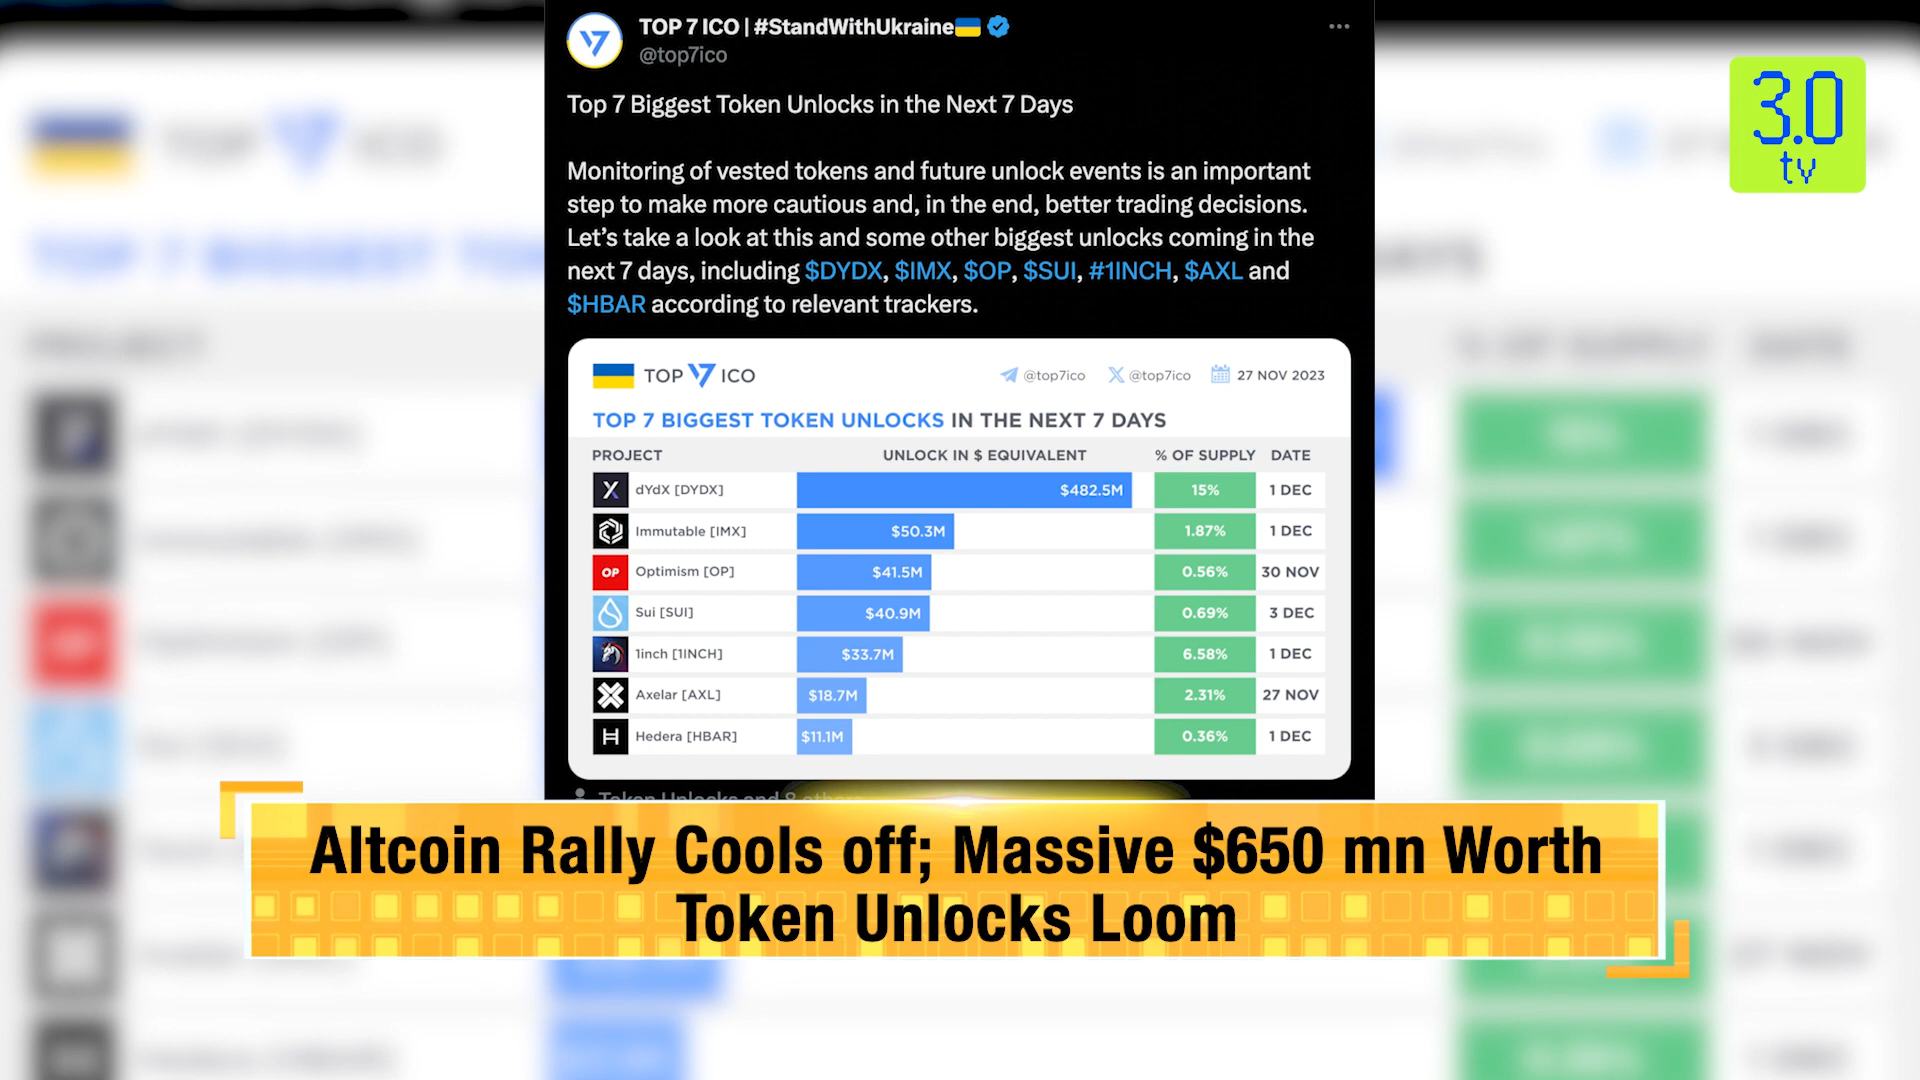 TOP 7 ICO | #StandWithUkraine
@top7ico
Top 7 Biggest Token Unlocks in the Next 7 Days
Monitoring of vested tokens and future unlock events is an important
step to make more cautious and, in the end, better trading decisions.
Let’s take a look at this and some other biggest unlocks coming in the
next 7 days, including $DYDX, $IMX, $OP, $SUI, #1INCH, $AXL and
$HBAR according to relevant trackers.
3.0
tv
TOP 7 ICO @top7ico @top7ico 27 NOV 2023
TOP 7 BIGGEST TOKEN UNLOCKS IN THE NEXT 7 DAYS
PROJECT UNLOCK IN $ EQUIVALENT % OF SUPPLY DATE
dYdX [DYDX] $482.5M 15% 1 DEC
Immutable [IMX] $50.3M 1.87% 1 DEC
OP Optimism [OP] $41.5M 0.56% 30 NOV
Sui [SUI] $40.9M 0.69% 3 DEC
1inch [1INCH] $33.7M 6.58% 1 DEC
Axelar [AXL] $18.7M 2.31% 27 NOV
Hedera [HBAR] $11.1M 0.36% 1 DEC
Token Unlocks and 8 others
Altcoin Rally Cools off; Massive $650 mn Worth
Token Unlocks Loom